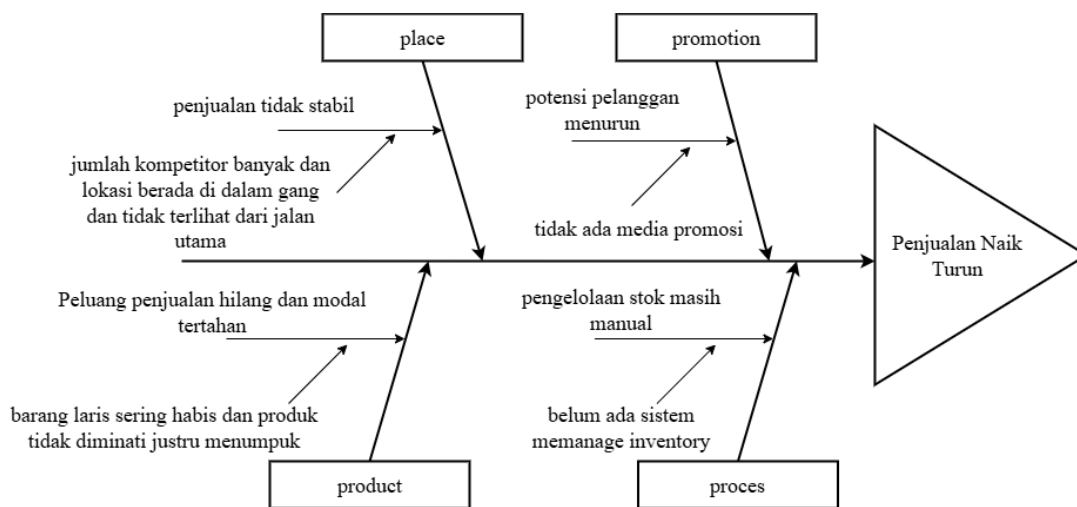 place
promotion
penjualan tidak stabil
jumlah kompetitor banyak dan
lokasi berada di dalam gang
dan tidak terlihat dari jalan
utama
potensi pelanggan
menurun
tidak ada media promosi
Penjualan Naik
Turun
Peluang penjualan hilang dan modal
tertahan
barang laris sering habis dan produk
tidak diminati justru menumpuk
pengelolaan stok masih
manual
belum ada sistem
memanage inventory
product
proces